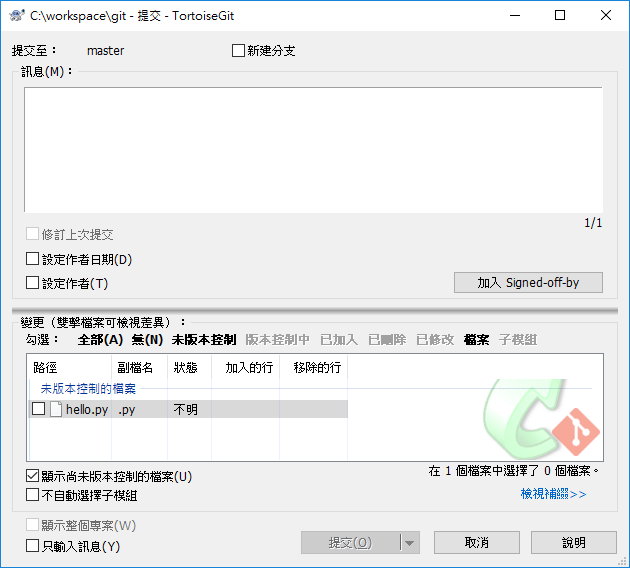 C:\workspace\git - 提交 - TortoiseGit
提交至： master 新建分支
訊息(M)：
1/1
修訂上次提交
設定作者日期(D)
設定作者(T) 加入 Signed-off-by
變更（雙擊檔案可檢視差異）：
勾選： 全部(A) 無(N) 未版本控制 版本控制中 已加入 已刪除 已修改 檔案 子模組
路徑 副檔名 狀態 加入的行 移除的行
未版本控制的檔案
hello.py .py 不明
顯示尚未版本控制的檔案(U) 在 1 個檔案中選擇了 0 個檔案。
不自動選擇子模組 檢視補綴>>
顯示整個專案(W)
只輸入訊息(Y) 提交(O) 取消 說明